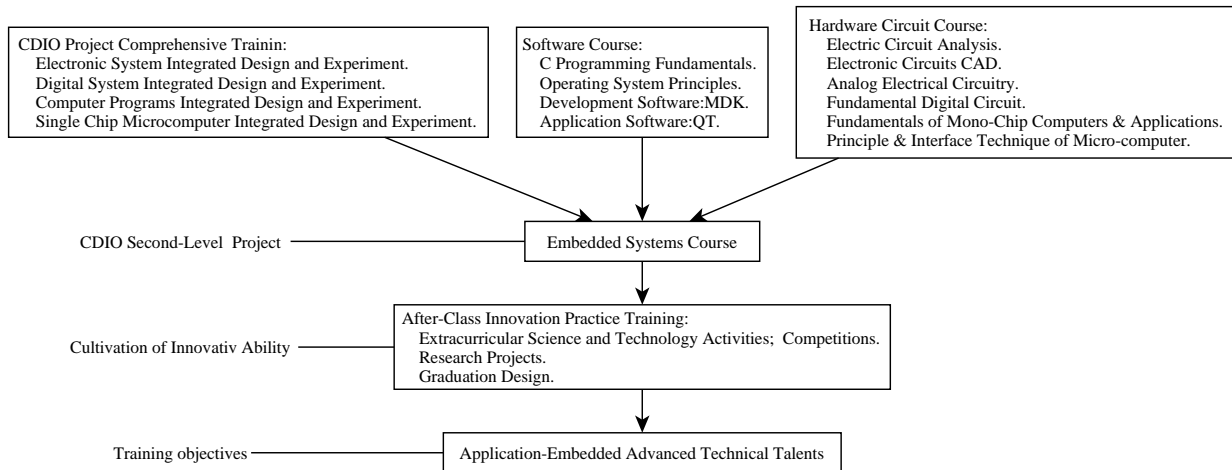 CDIO Project Comprehensive Trainin:
Electronic System Integrated Design and Experiment.
Digital System Integrated Design and Experiment.
Computer Programs Integrated Design and Experiment.
Single Chip Microcomputer Integrated Design and Experiment.
Software Course:
C Programming Fundamentals.
Operating System Principles.
Development Software:MDK.
Application Software:QT.
Hardware Circuit Course:
Electric Circuit Analysis.
Electronic Circuits CAD.
Analog Electrical Circuitry.
Fundamental Digital Circuit.
Fundamentals of Mono-Chip Computers & Applications.
Principle & Interface Technique of Micro-computer.
CDIO Second-Level Project
Embedded Systems Course
Cultivation of Innovativ Ability
After-Class Innovation Practice Training:
Extracurricular Science and Technology Activities; Competitions.
Research Projects.
Graduation Design.
Training objectives
Application-Embedded Advanced Technical Talents